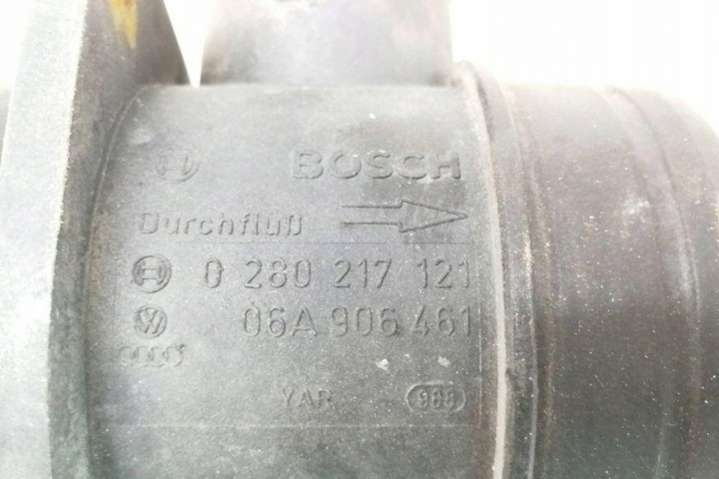 BOSCH
Durchfluß
0 280 217 121
06A 906 461
YAR 988